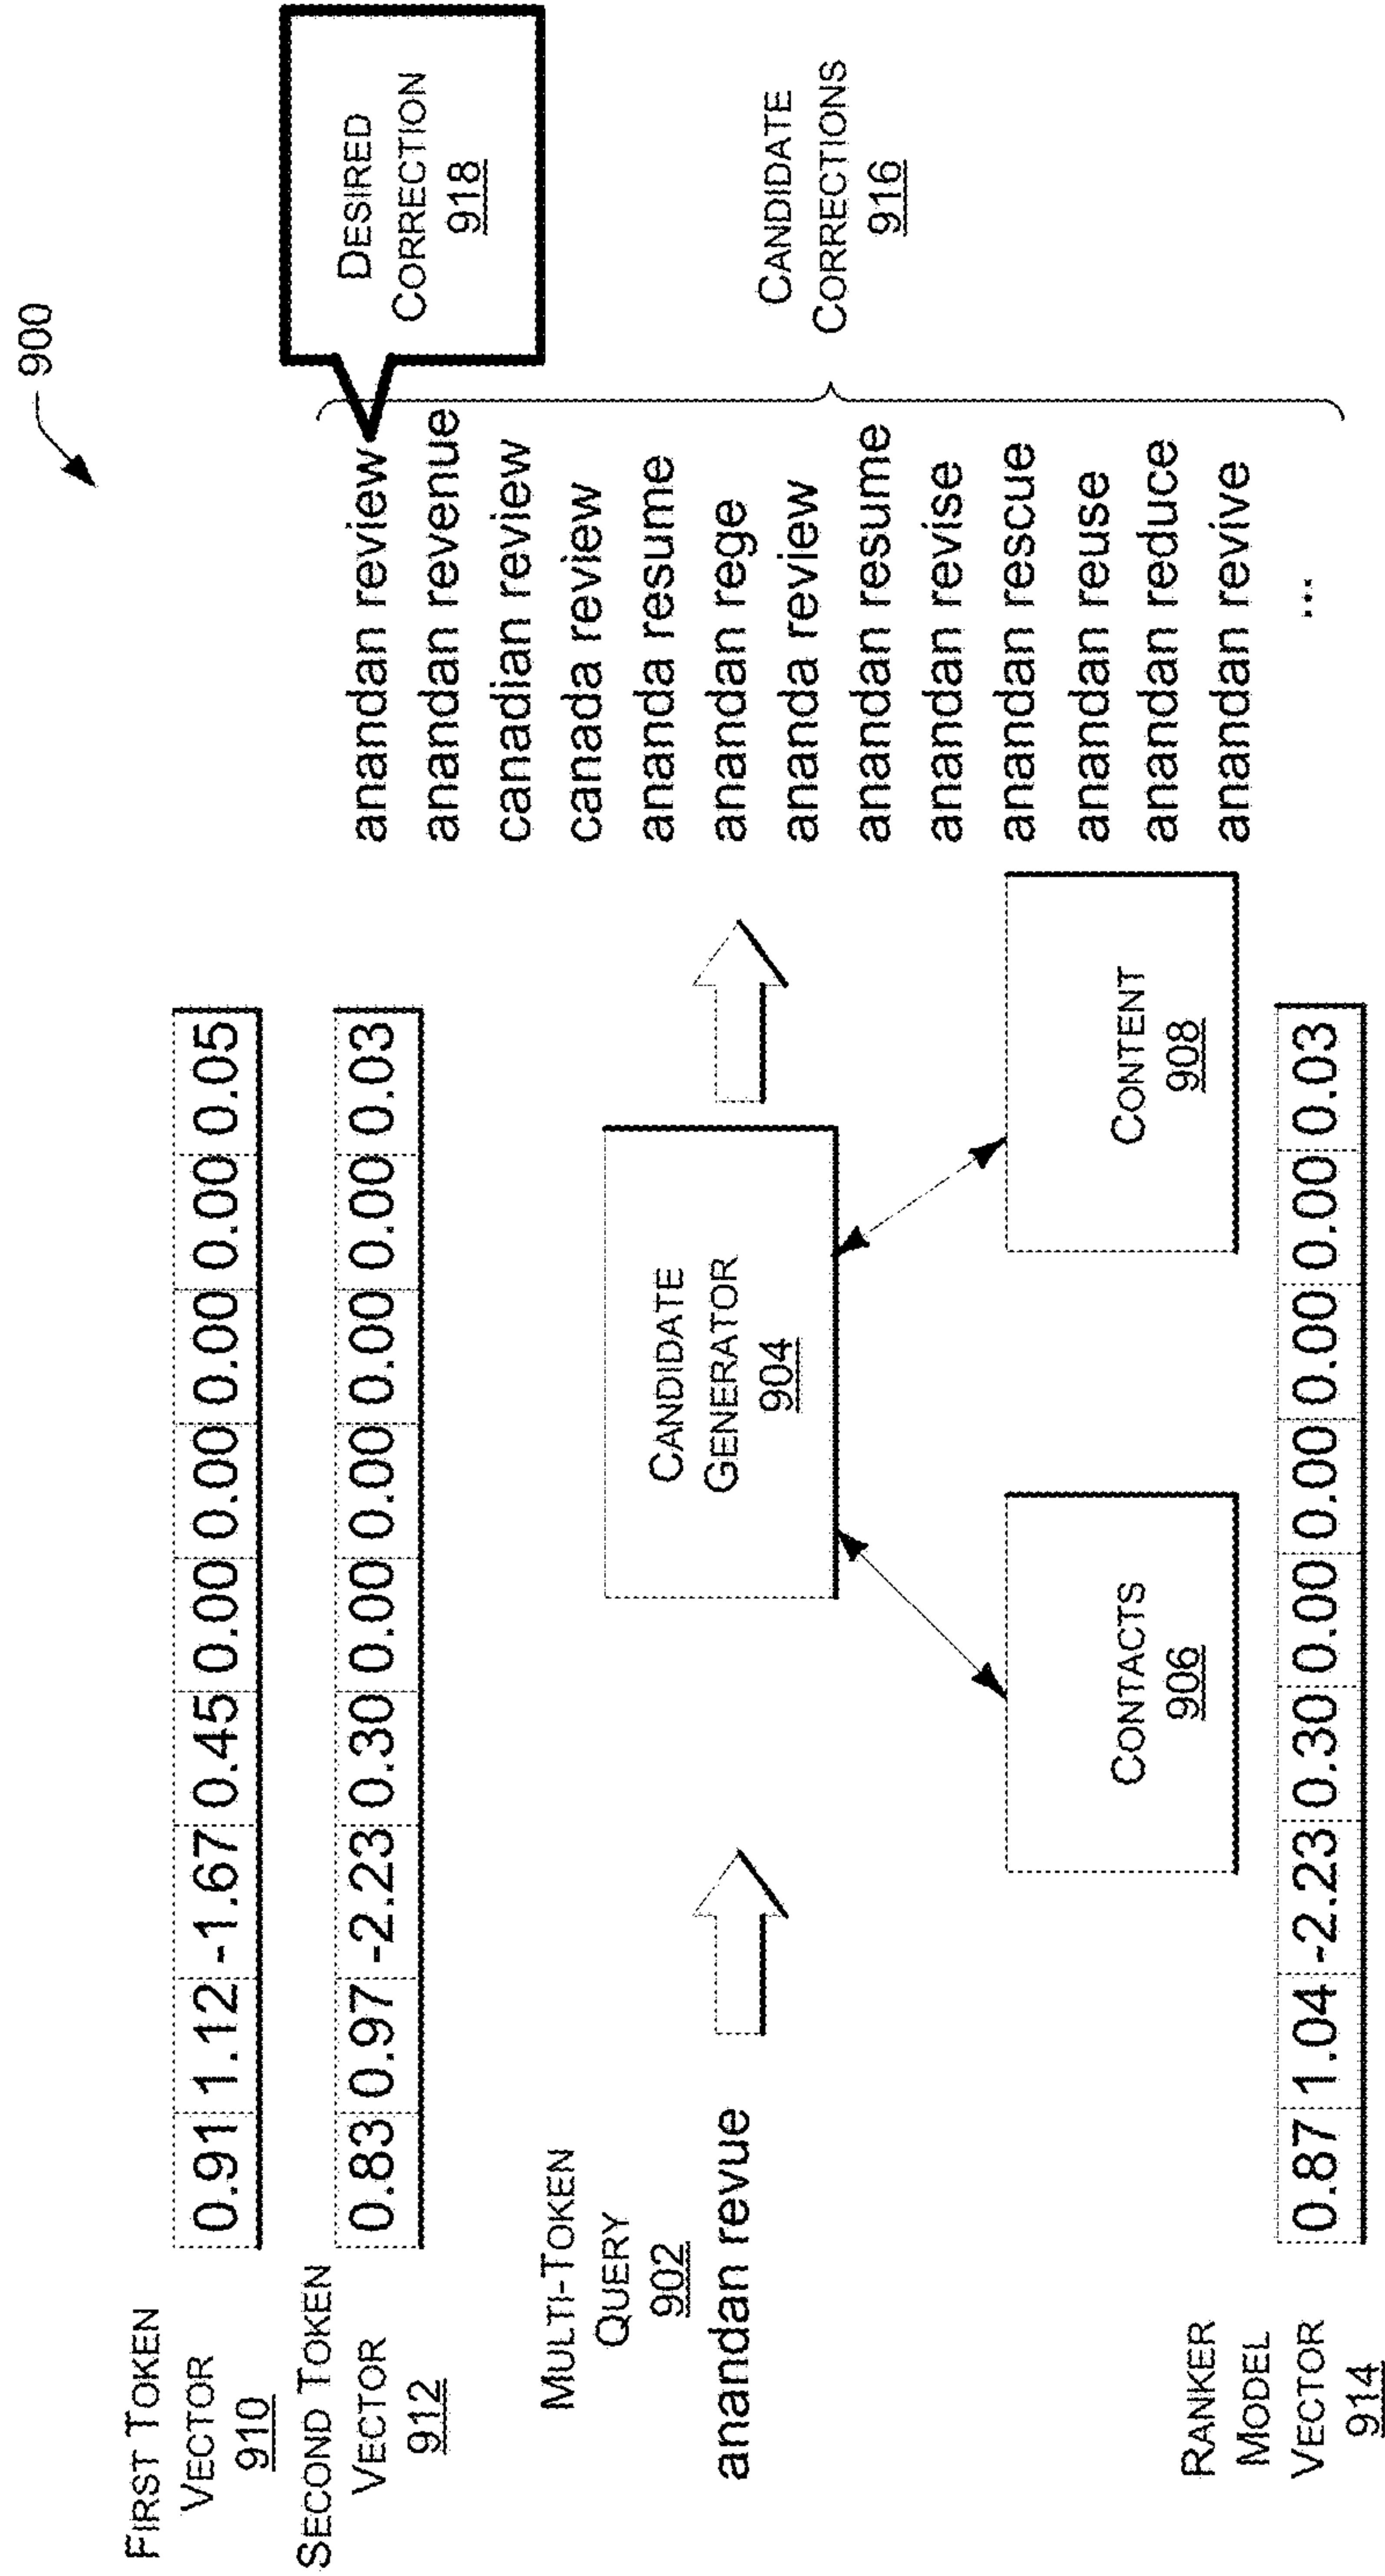 900
FIRST TOKEN
VECTOR
910
0.91 1.12 -1.67 0.45 0.00 0.00 0.00 0.00 0.05
SECOND TOKEN
VECTOR
912
0.83 0.97 -2.23 0.30 0.00 0.00 0.00 0.00 0.03
MULTI-TOKEN
QUERY
902
anandan revue
CANDIDATE
GENERATOR
904
CONTACTS
906
CONTENT
908
RANKER
MODEL
VECTOR
914
0.87 1.04 -2.23 0.30 0.00 0.00 0.00 0.00 0.03
anandan review
anandan revenue
canadian review
canada review
ananda resume
anandan rege
ananda review
anandan resume
anandan revise
anandan rescue
anandan reuse
anandan reduce
anandan revive
...
DESIRED
CORRECTION
918
CANDIDATE
CORRECTIONS
916